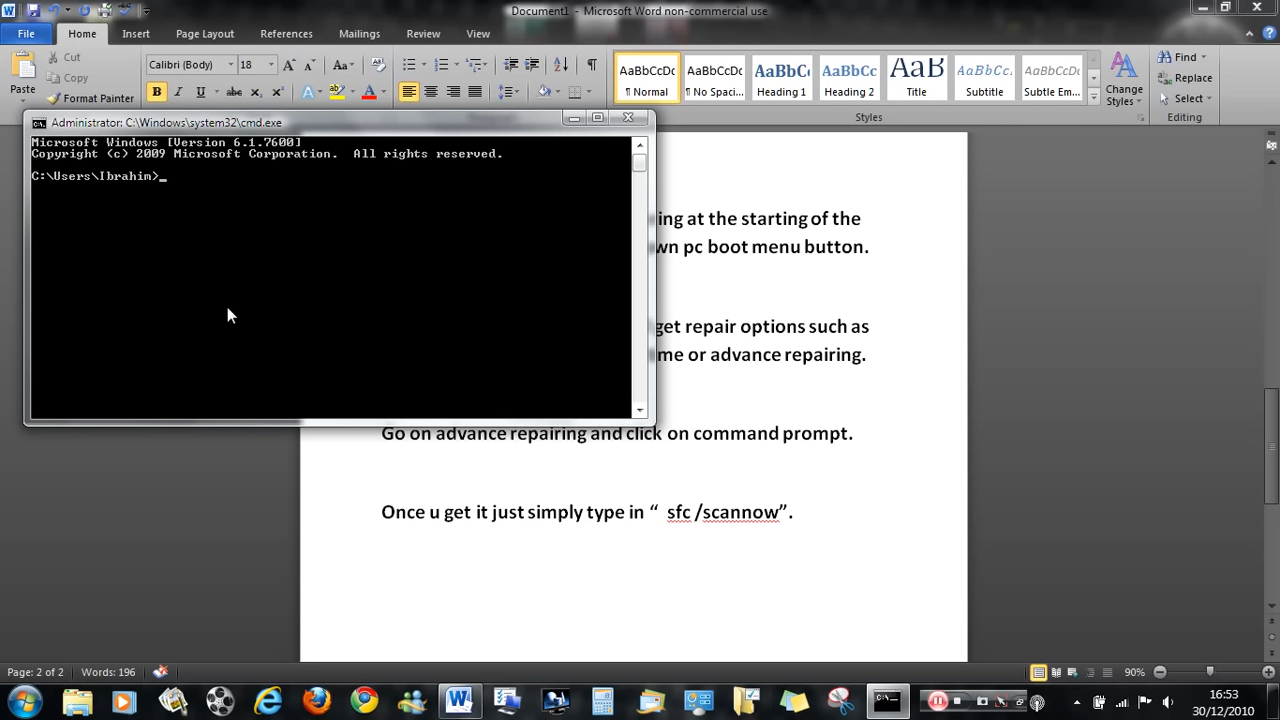 Document1 - Microsoft Word non-commercial use
File Home Insert Page Layout References Mailings Review View
Cut
Copy
Paste
Format Painter
Calibri (Body) 18
AaBbCcDc AaBbCcDc AaBbCc AaBbCc AaB AaBbCcDc AaBbCcDc
¶ Normal ¶ No Spaci... Heading 1 Heading 2 Title Subtitle Subtle Em...
Change
Styles
Find
Replace
Select
Styles
Editing
Administrator: C:\Windows\system32\cmd.exe
Microsoft Windows [Version 6.1.7600]
Copyright (c) 2009 Microsoft Corporation.  All rights reserved.
C:\Users\Ibrahim>_
ing at the starting of the
wn pc boot menu button.
get repair options such as
me or advance repairing.
Go on advance repairing and click on command prompt.
Once u get it just simply type in “  sfc /scannow”.
Page: 2 of 2 Words: 196
90%
16:53
30/12/2010